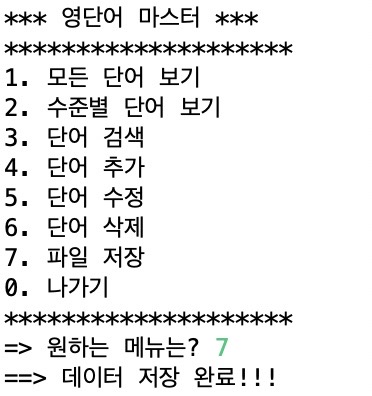 *** 영단어 마스터 ***
********************
1. 모든 단어 보기
2. 수준별 단어 보기
3. 단어 검색
4. 단어 추가
5. 단어 수정
6. 단어 삭제
7. 파일 저장
0. 나가기
********************
=> 원하는 메뉴는? 7
==> 데이터 저장 완료!!!